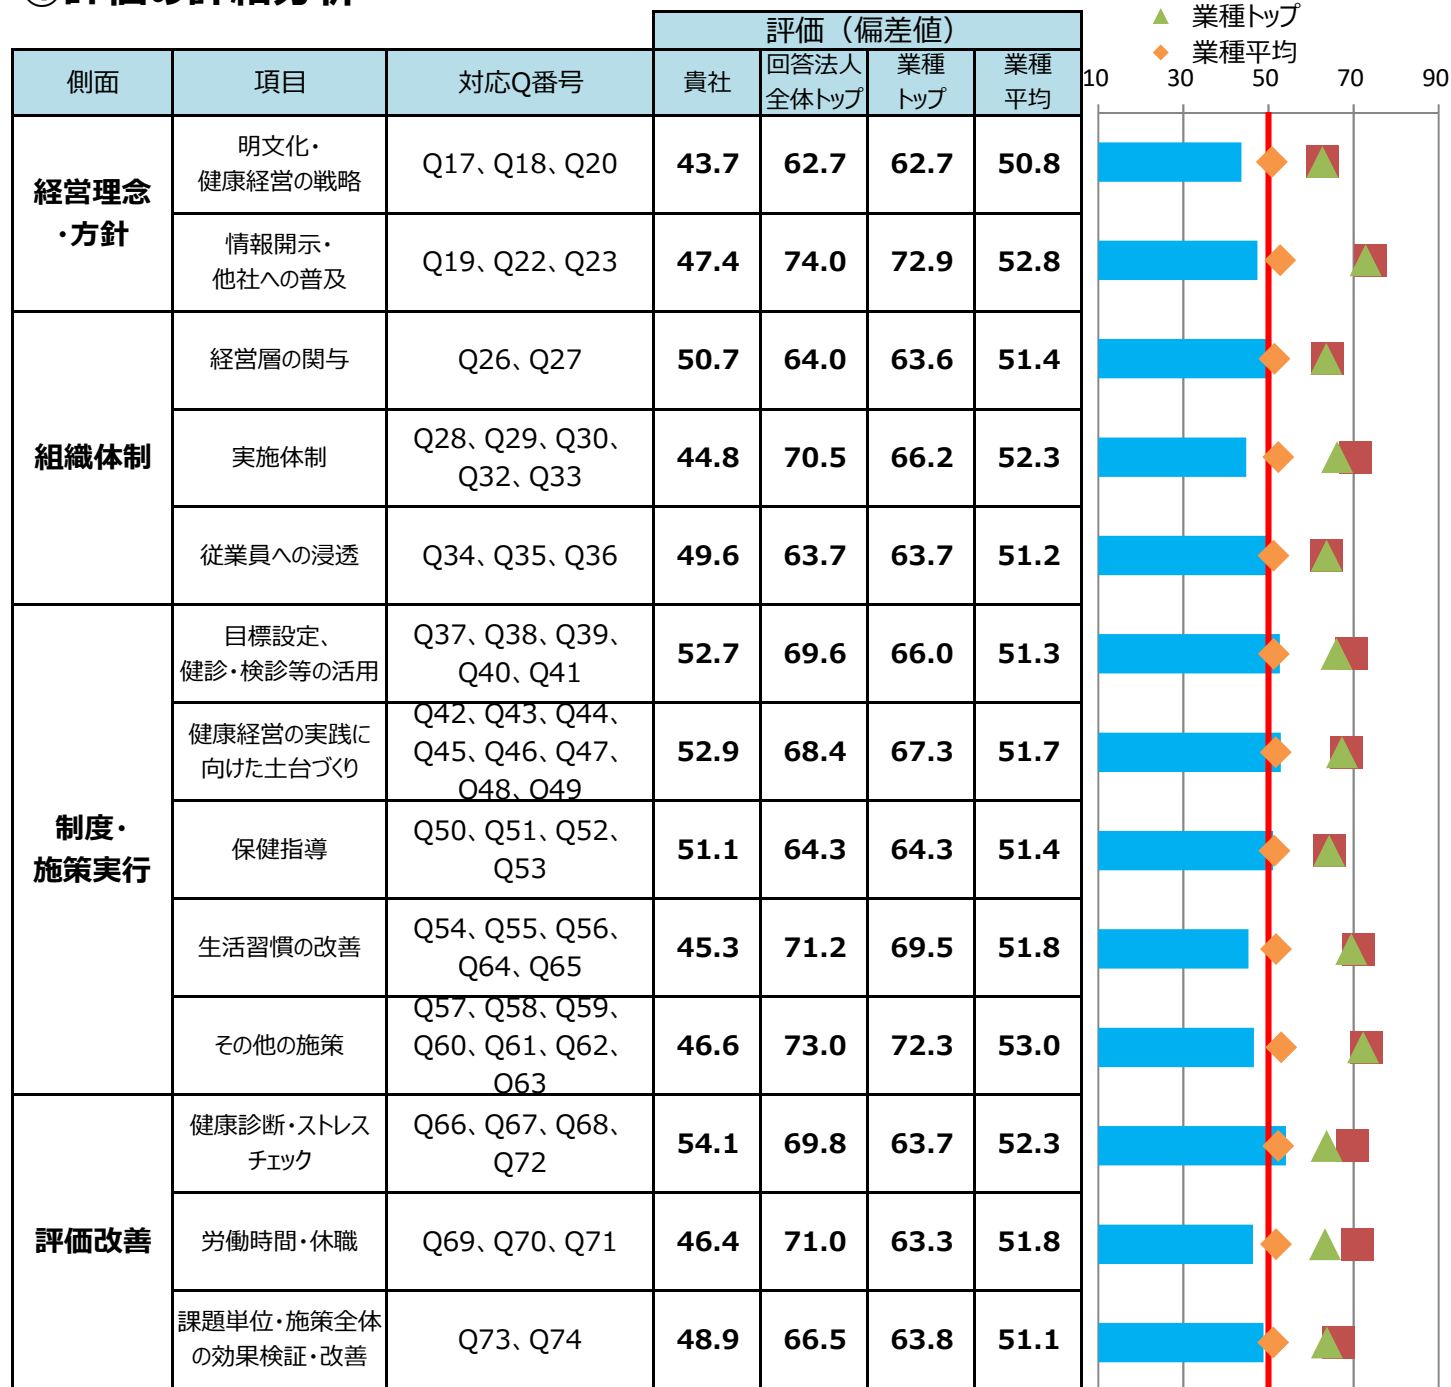 ①評価の詳細分析
▲ 業種トップ
◆ 業種平均
評価（偏差値）
側面 項目 対応Q番号 貴社 回答法人全体トップ 業種トップ 業種平均
10 30 50 70 90
経営理念・方針
明文化・健康経営の戦略 Q17、Q18、Q20 43.7 62.7 62.7 50.8
情報開示・他社への普及 Q19、Q22、Q23 47.4 74.0 72.9 52.8
組織体制
経営層の関与 Q26、Q27 50.7 64.0 63.6 51.4
実施体制 Q28、Q29、Q30、Q32、Q33 44.8 70.5 66.2 52.3
従業員への浸透 Q34、Q35、Q36 49.6 63.7 63.7 51.2
制度・施策実行
目標設定、健診・検診等の活用 Q37、Q38、Q39、Q40、Q41 52.7 69.6 66.0 51.3
健康経営の実践に向けた土台づくり Q42、Q43、Q44、Q45、Q46、Q47、Q48、Q49 52.9 68.4 67.3 51.7
保健指導 Q50、Q51、Q52、Q53 51.1 64.3 64.3 51.4
生活習慣の改善 Q54、Q55、Q56、Q64、Q65 45.3 71.2 69.5 51.8
その他の施策 Q57、Q58、Q59、Q60、Q61、Q62、Q63 46.6 73.0 72.3 53.0
評価改善
健康診断・ストレスチェック Q66、Q67、Q68、Q72 54.1 69.8 63.7 52.3
労働時間・休職 Q69、Q70、Q71 46.4 71.0 63.3 51.8
課題単位・施策全体の効果検証・改善 Q73、Q74 48.9 66.5 63.8 51.1